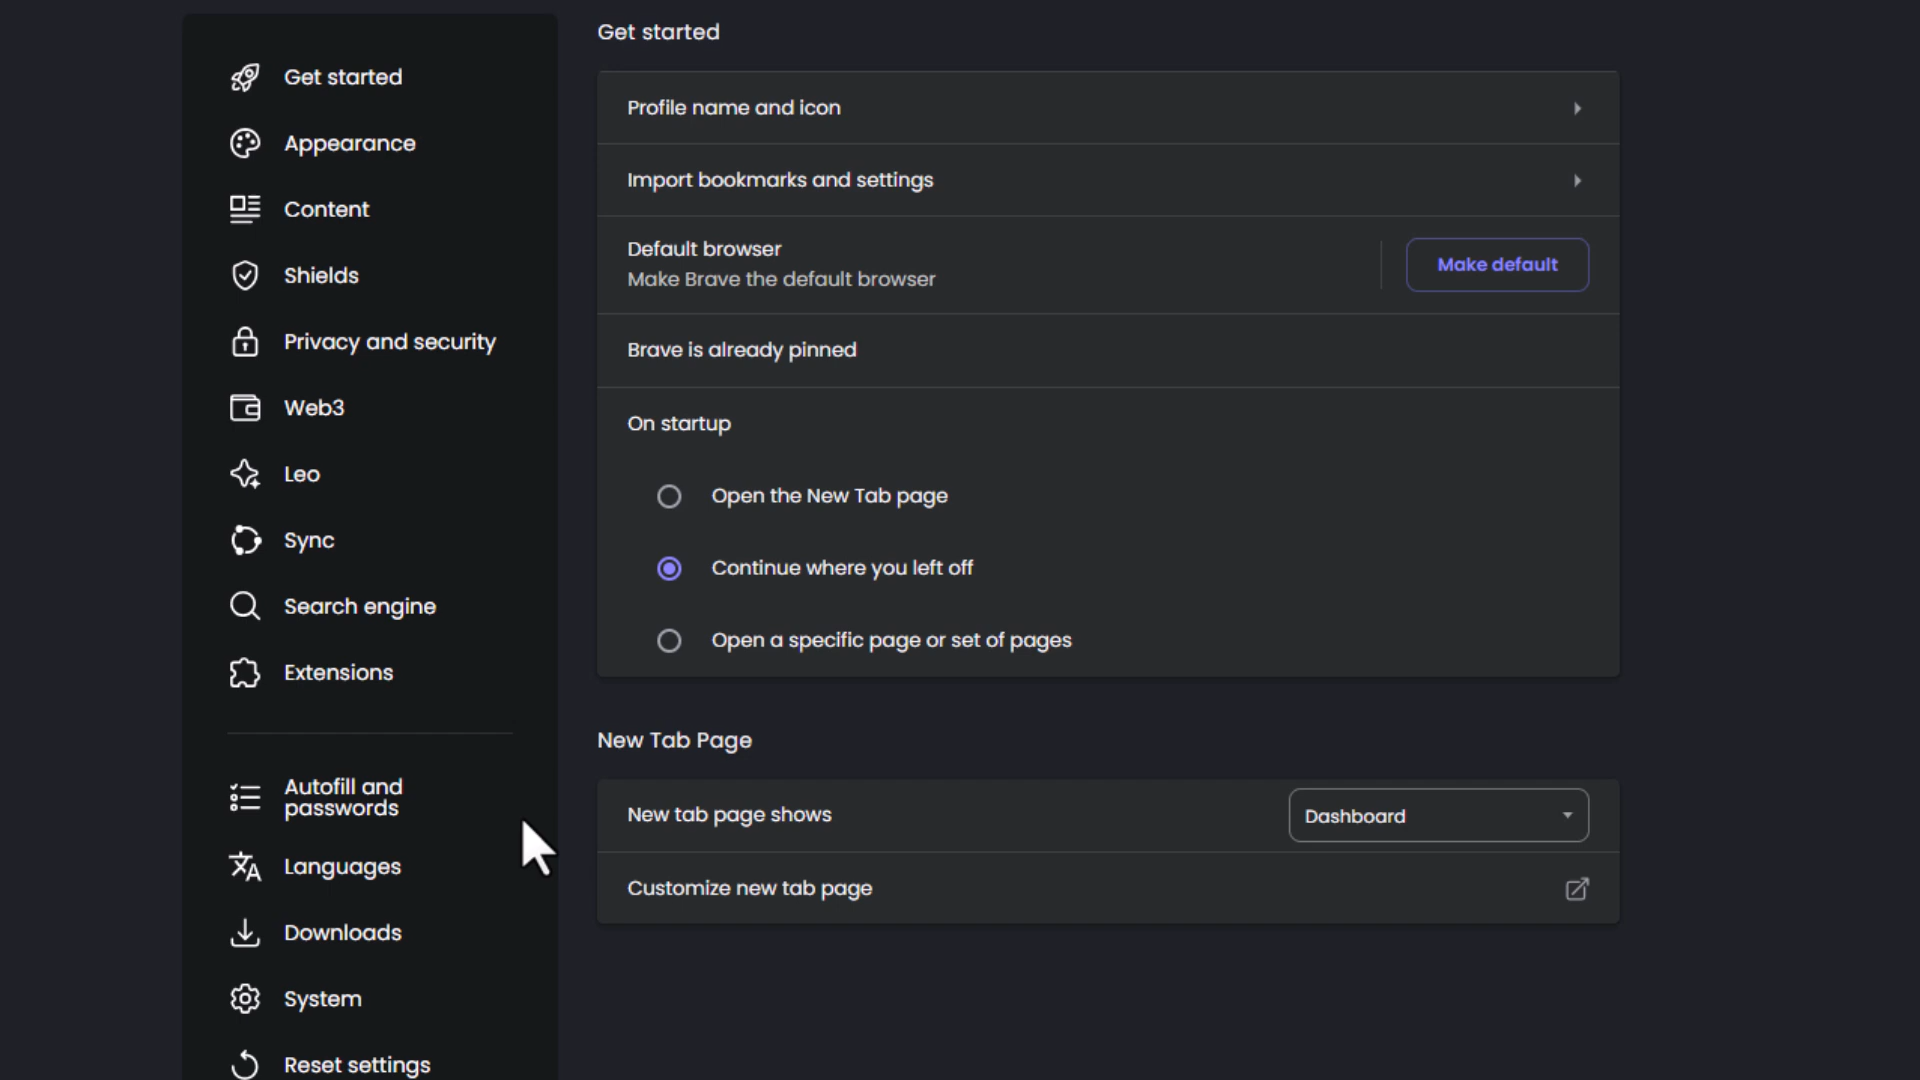 Get started
Appearance
Content
Shields
Privacy and security
Web3
Leo
Sync
Search engine
Extensions
Autofill and
passwords
Languages
Downloads
System
Reset settings
Get started
Profile name and icon
Import bookmarks and settings
Default browser
Make Brave the default browser
Make default
Brave is already pinned
On startup
Open the New Tab page
Continue where you left off
Open a specific page or set of pages
New Tab Page
New tab page shows
Dashboard
Customize new tab page